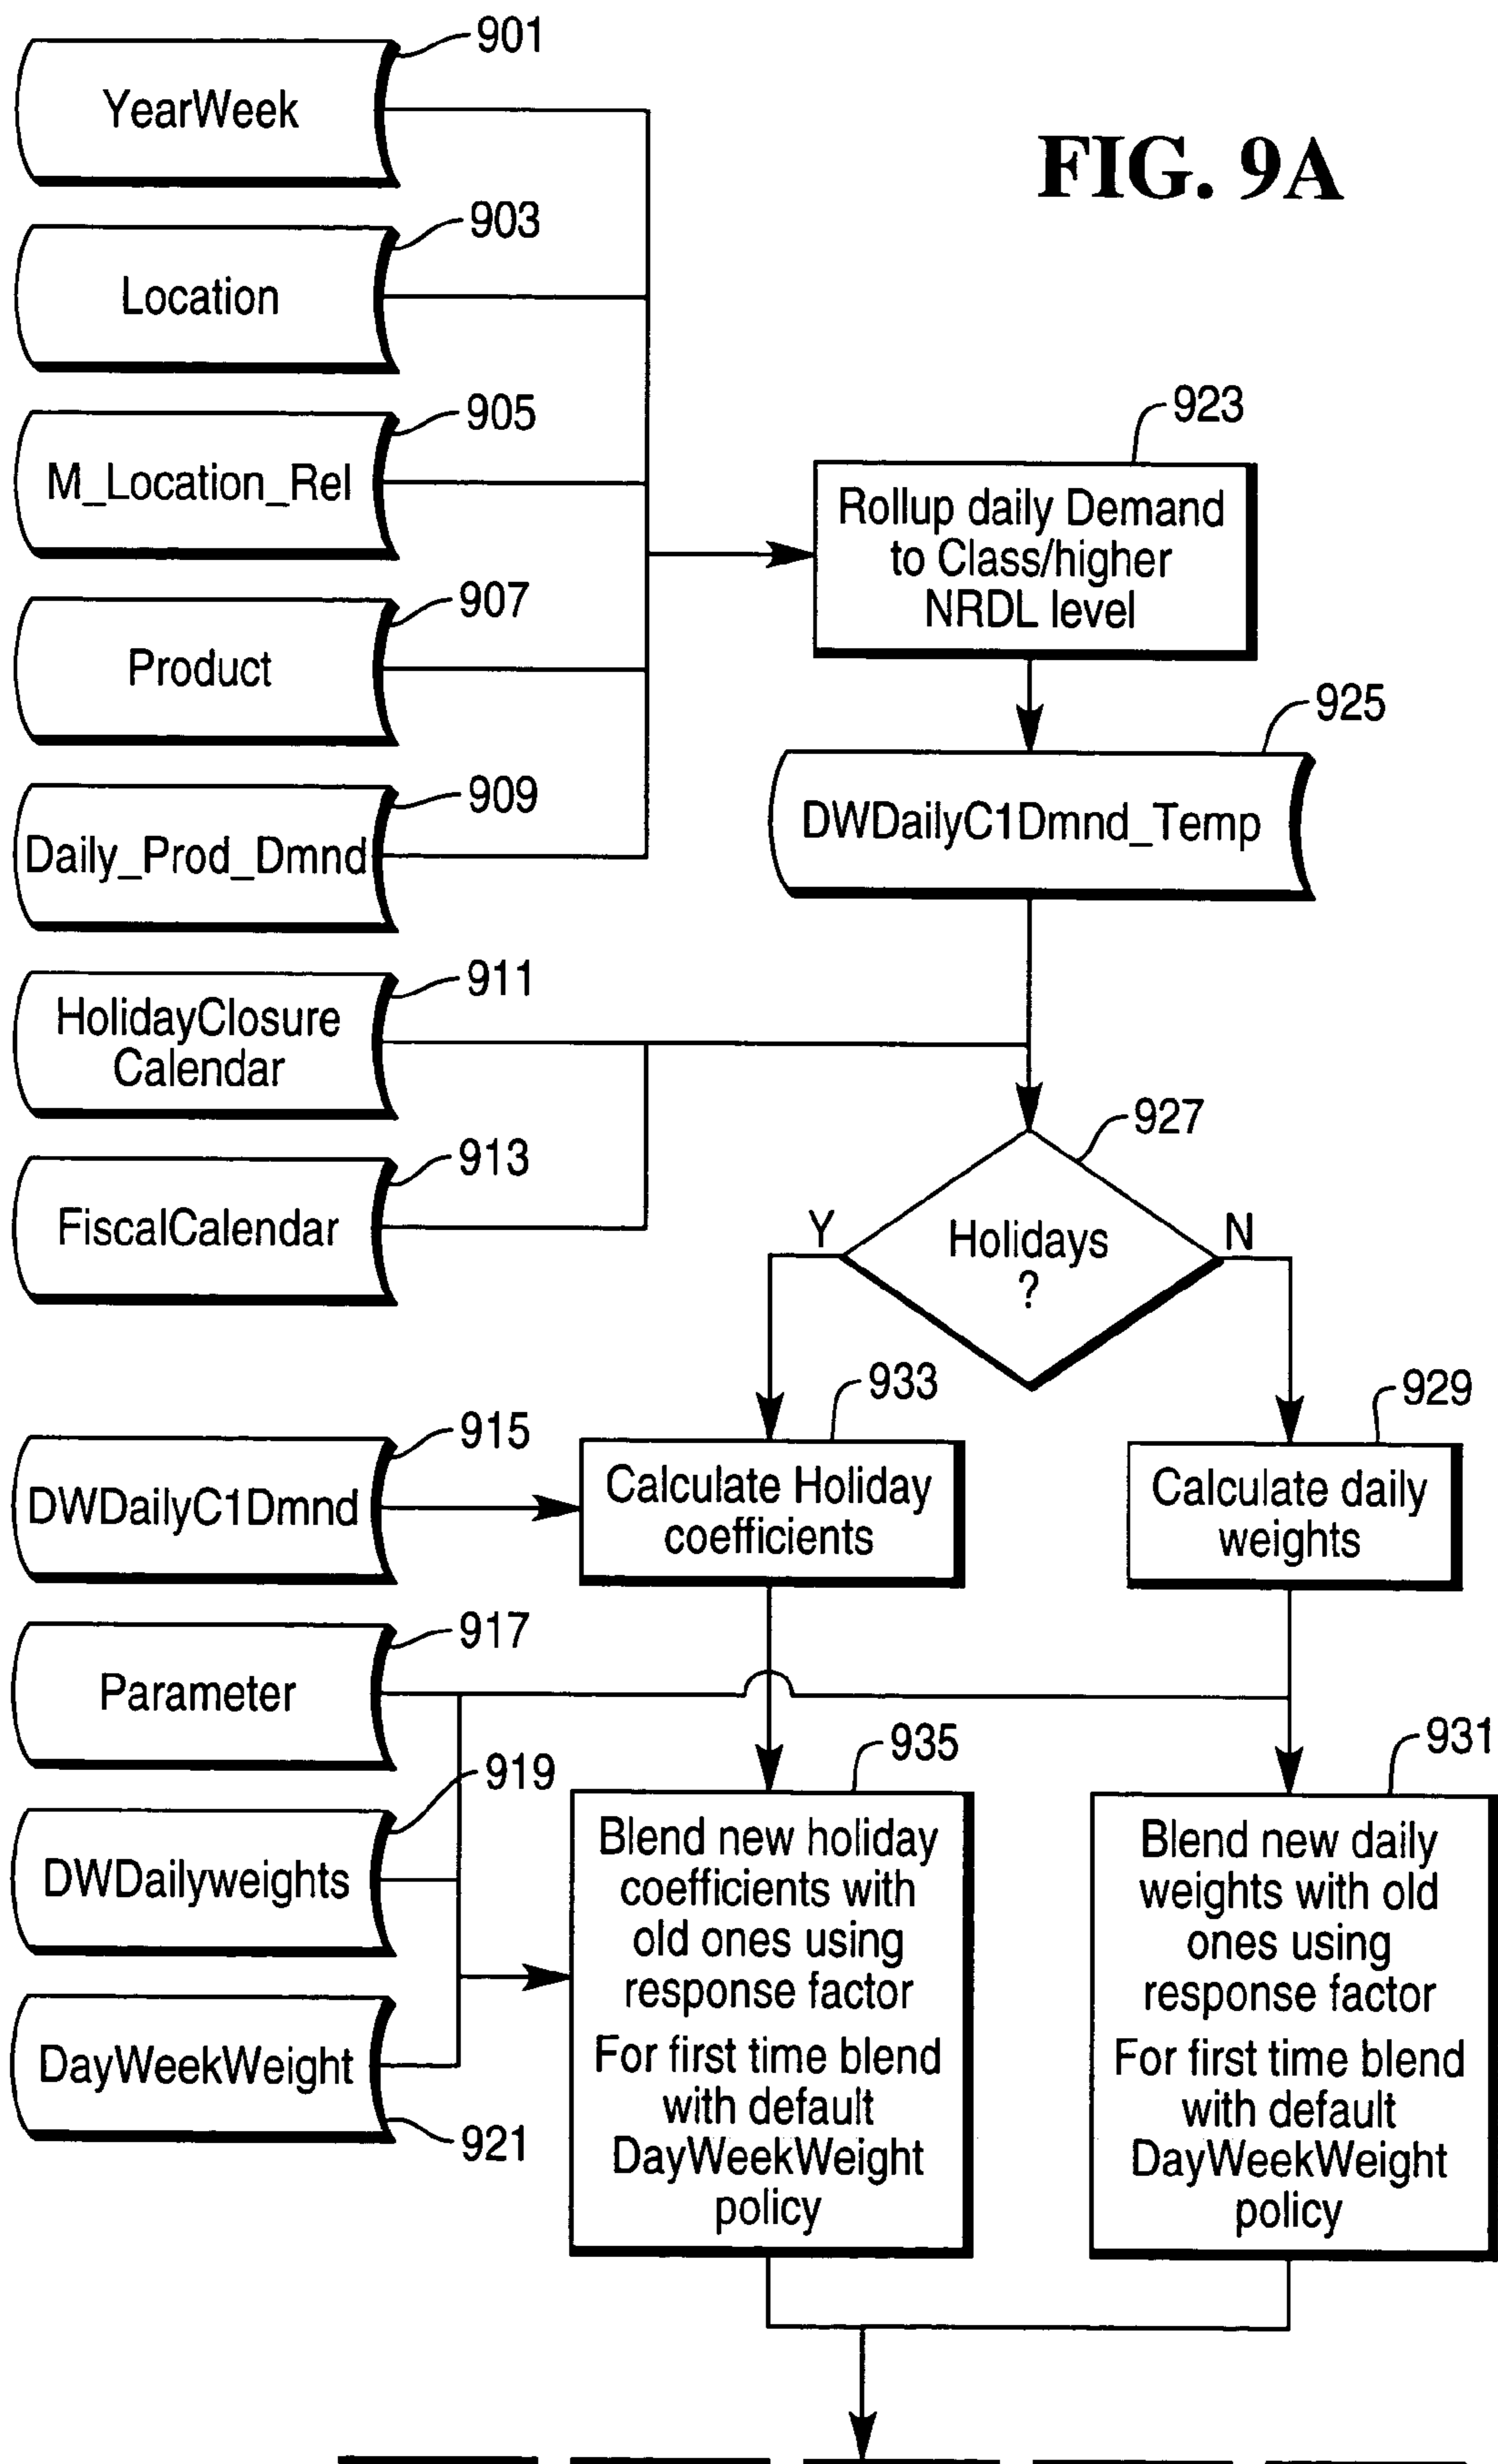 FIG. 9A
901
YearWeek
903
Location
905
M_Location_Rel
907
Product
909
Daily_Prod_Dmnd
911
HolidayClosure
Calendar
913
FiscalCalendar
915
DWDailyC1Dmnd
917
Parameter
919
DWDailyweights
DayWeekWeight
921
923
Rollup daily Demand
to Class/higher
NRDL level
925
DWDailyC1Dmnd_Temp
927
Holidays
?
Y
N
933
Calculate Holiday
coefficients
929
Calculate daily
weights
935
Blend new holiday
coefficients with
old ones using
response factor
For first time blend
with default
DayWeekWeight
policy
931
Blend new daily
weights with old
ones using
response factor
For first time blend
with default
DayWeekWeight
policy